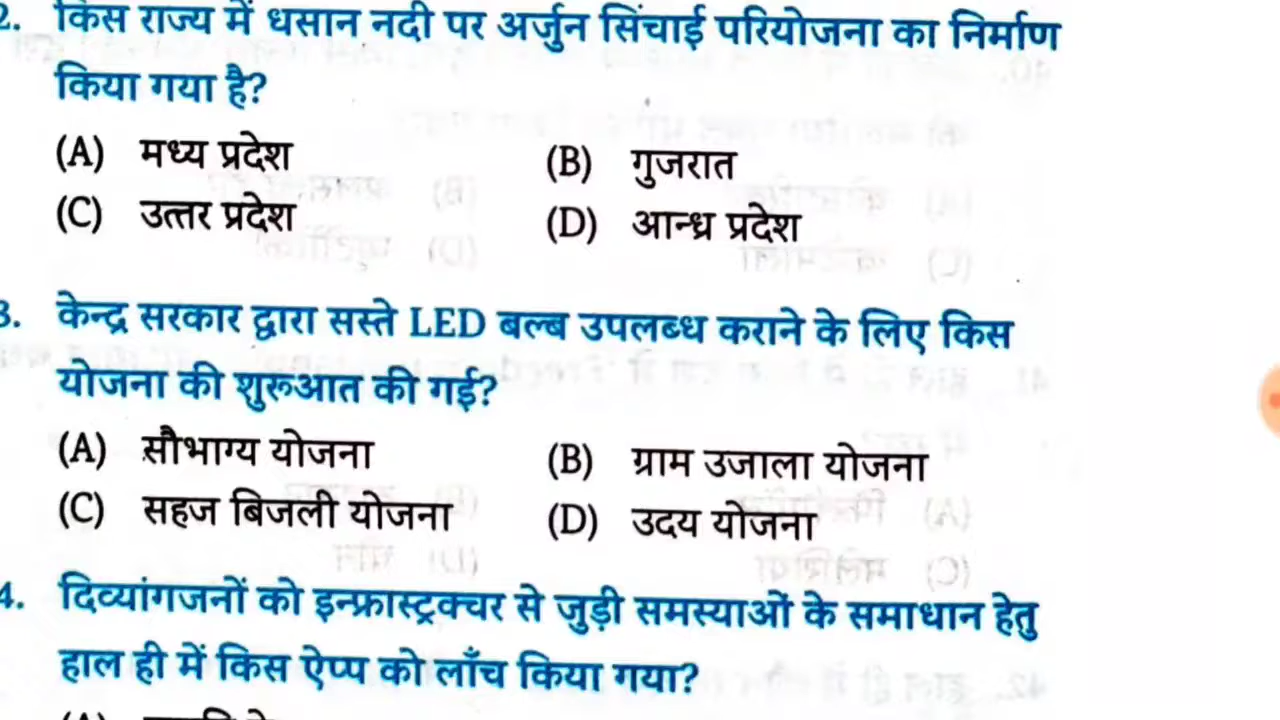 2. किस राज्य में धसान नदी पर अर्जुन सिंचाई परियोजना का निर्माण
किया गया है?
(A) मध्य प्रदेश (B) गुजरात
(C) उत्तर प्रदेश (D) आन्ध्र प्रदेश
3. केन्द्र सरकार द्वारा सस्ते LED बल्ब उपलब्ध कराने के लिए किस
योजना की शुरूआत की गई?
(A) सौभाग्य योजना (B) ग्राम उजाला योजना
(C) सहज बिजली योजना (D) उदय योजना
4. दिव्यांगजनों को इन्फ्रास्ट्रक्चर से जुड़ी समस्याओं के समाधान हेतु
हाल ही में किस ऐप्प को लाँच किया गया?
(A)